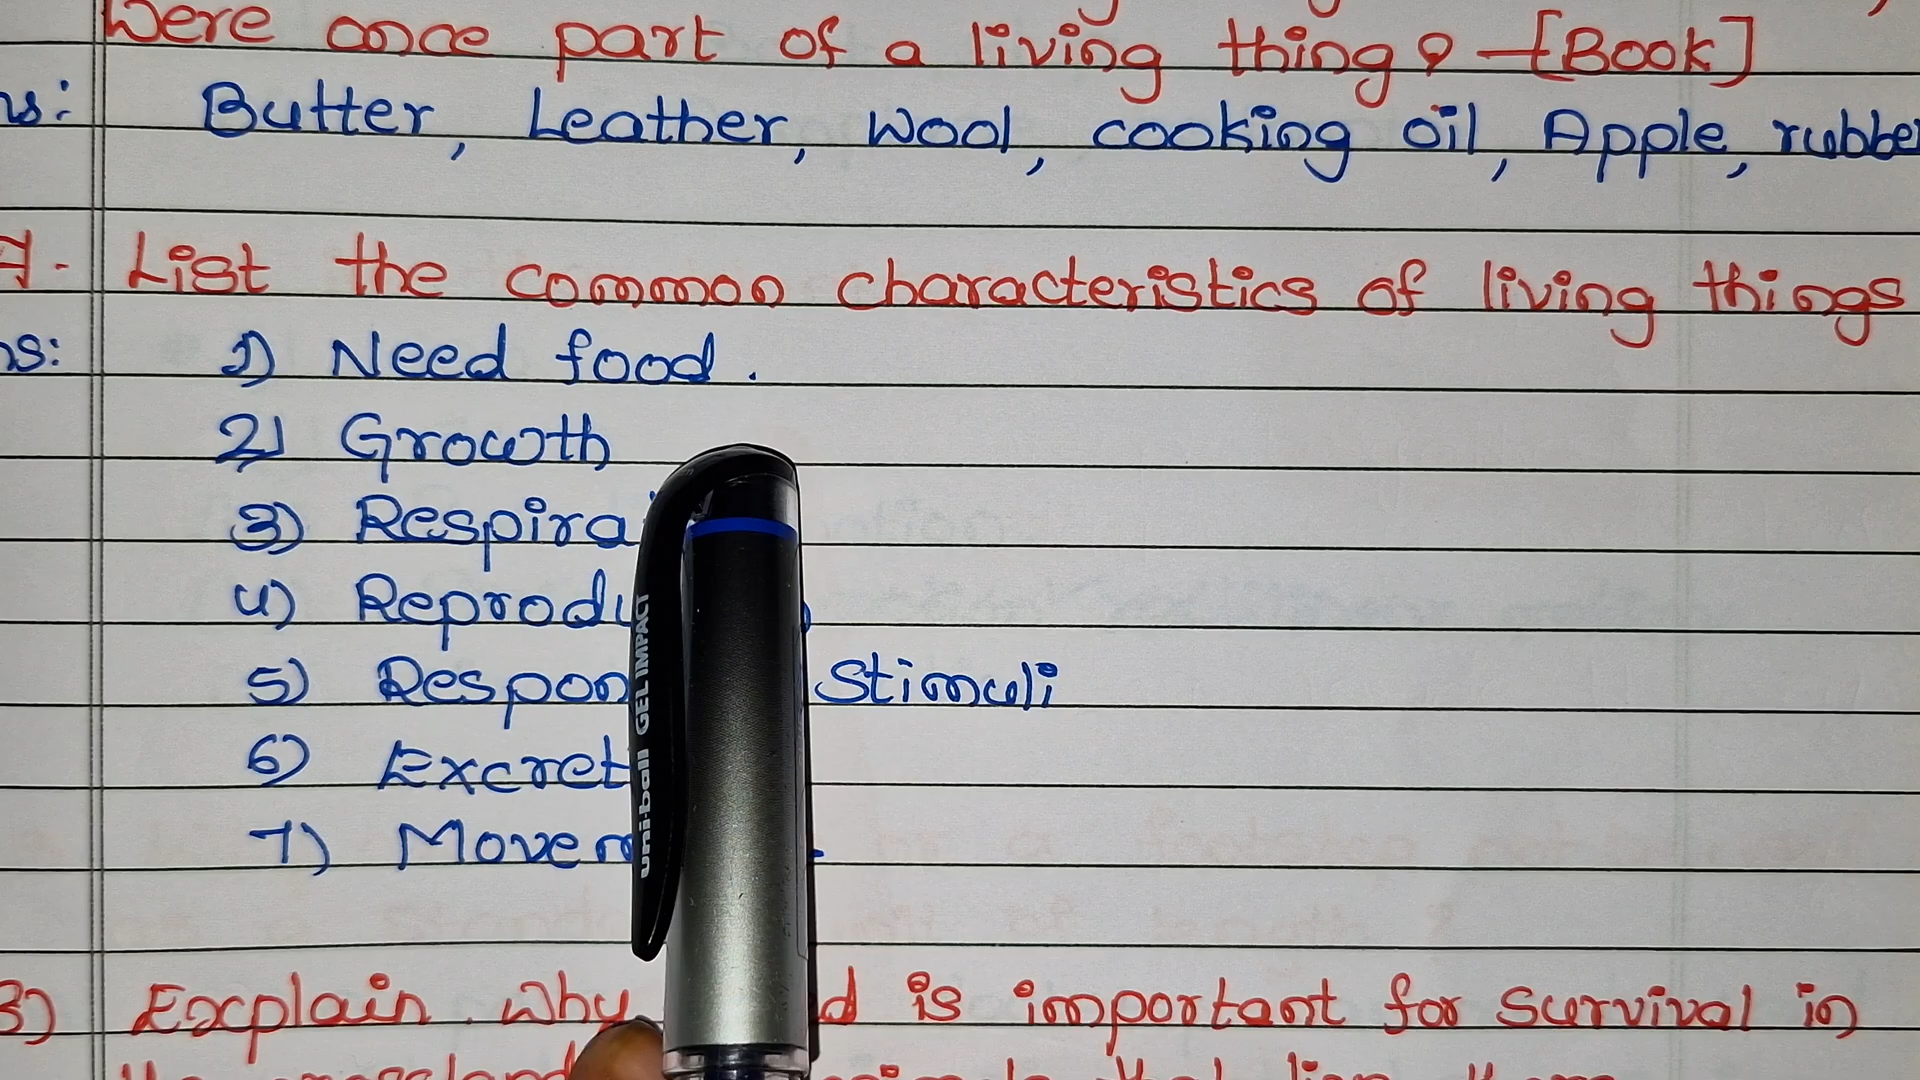 Were once part of a living thing? - [Book]
ns: Butter, Leather, Wool, cooking oil, Apple, rubber
7. List the common characteristics of living things
ns: 1) Need food.
2) Growth
3) Respira
4) Reprodu
5) Respon Stimuli
6) Excret
7) Movem
3) Explain why d is important for survival in
uni-ball GEL IMPACT